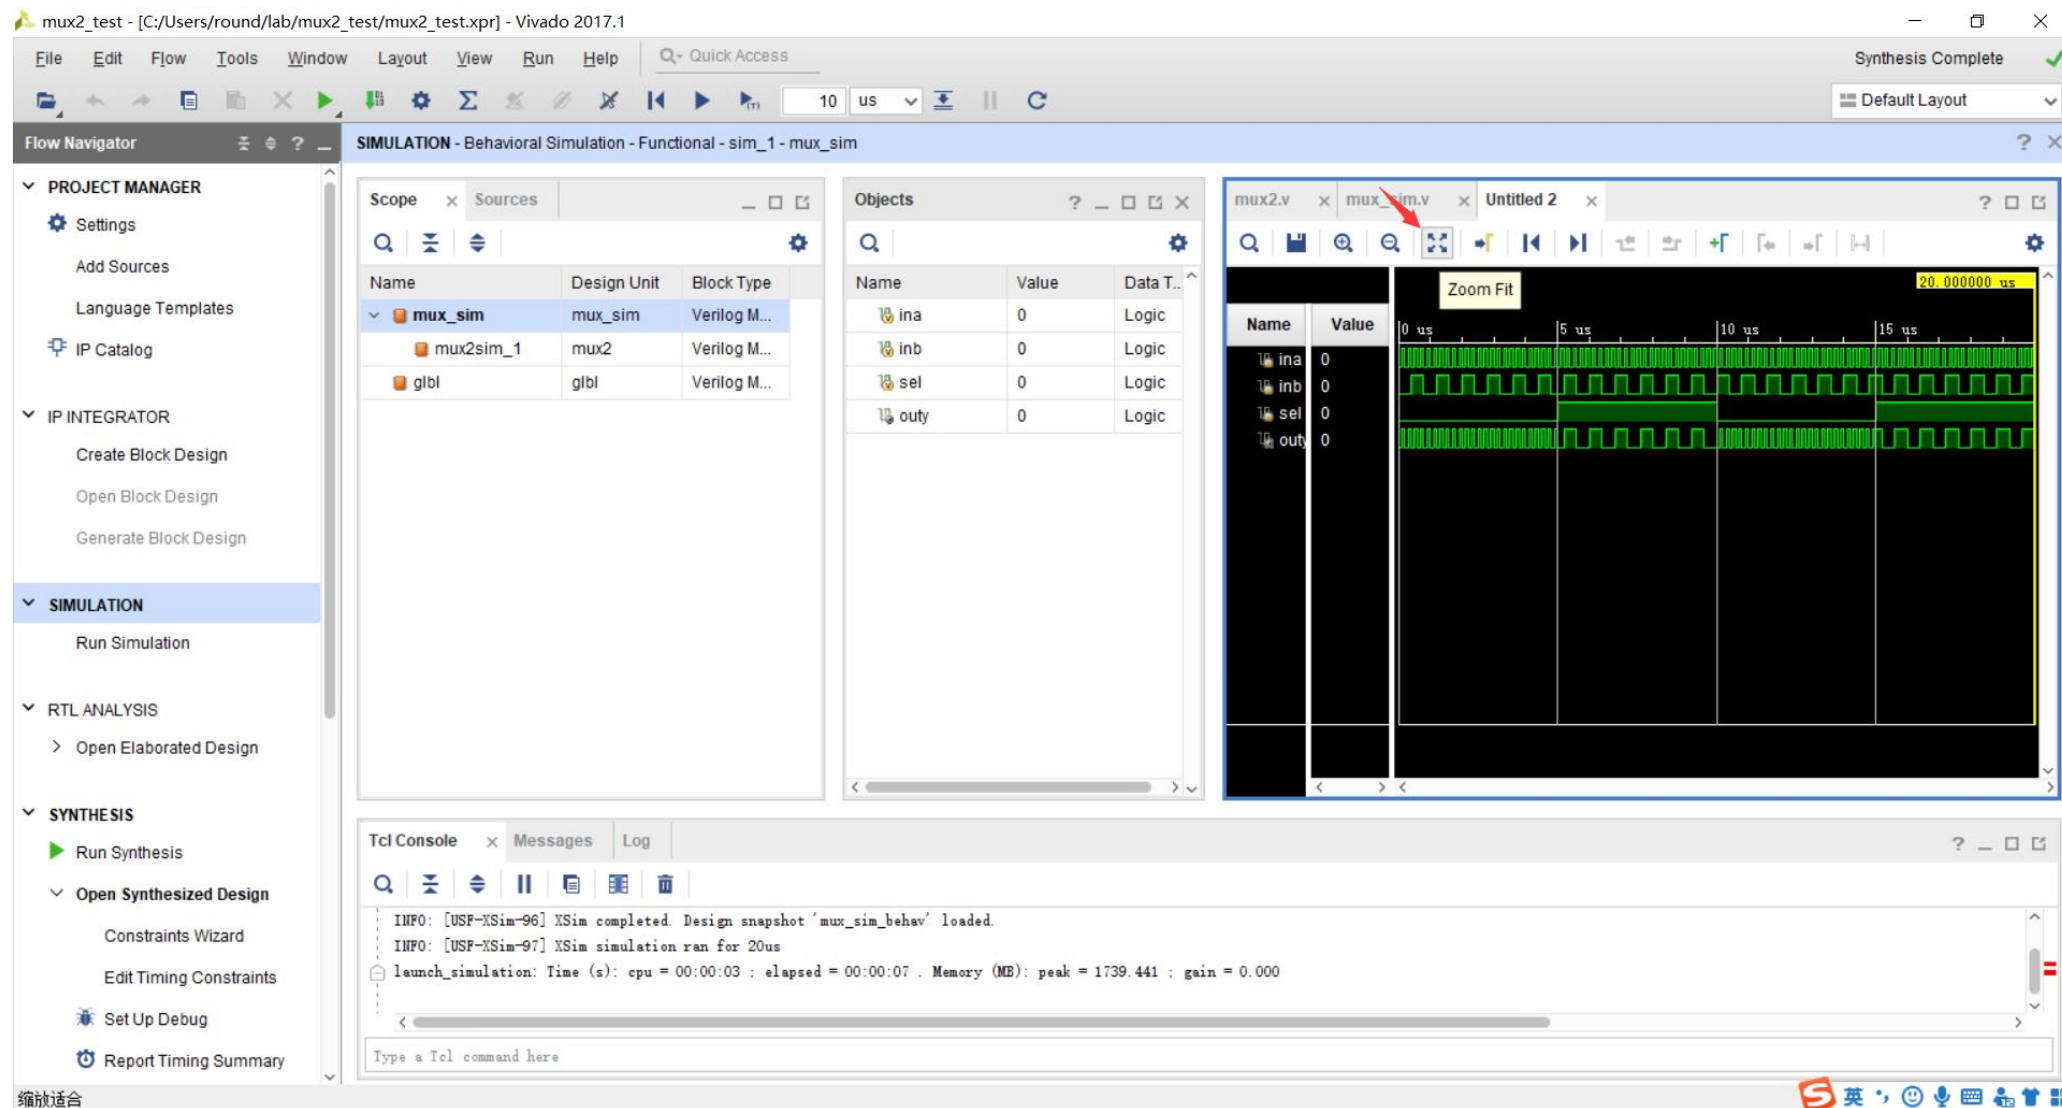 mux2_test - [C:/Users/round/lab/mux2_test/mux2_test.xpr] - Vivado 2017.1
File Edit Flow Tools Window Layout View Run Help Quick Access
Synthesis Complete
10 us
Default Layout
Flow Navigator
SIMULATION - Behavioral Simulation - Functional - sim_1 - mux_sim
PROJECT MANAGER
Settings
Add Sources
Language Templates
IP Catalog
IP INTEGRATOR
Create Block Design
Open Block Design
Generate Block Design
SIMULATION
Run Simulation
RTL ANALYSIS
Open Elaborated Design
SYNTHESIS
Run Synthesis
Open Synthesized Design
Constraints Wizard
Edit Timing Constraints
Set Up Debug
Report Timing Summary
Scope Sources
Name Design Unit Block Type
mux_sim mux_sim Verilog M...
mux2sim_1 mux2 Verilog M...
glbl glbl Verilog M...
Objects
Name Value Data T..
ina 0 Logic
inb 0 Logic
sel 0 Logic
outy 0 Logic
mux2.v mux_sim.v Untitled 2
Zoom Fit
20.000000 us
Name Value
0 us 5 us 10 us 15 us
ina 0
inb 0
sel 0
outy 0
Tcl Console Messages Log
INFO: [USF-XSim-96] XSim completed. Design snapshot 'mux_sim_behav' loaded.
INFO: [USF-XSim-97] XSim simulation ran for 20us
launch_simulation: Time (s): cpu = 00:00:03 ; elapsed = 00:00:07 . Memory (MB): peak = 1739.441 ; gain = 0.000
Type a Tcl command here
缩放适合
英